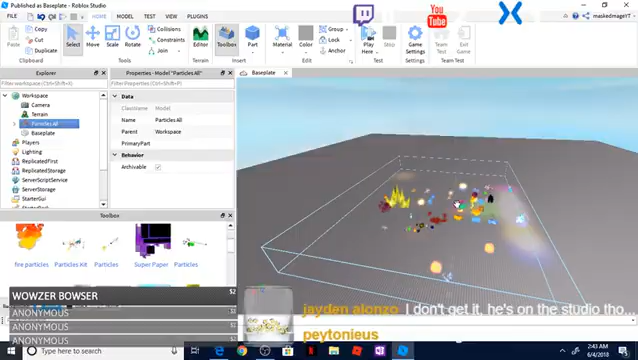 Published as Baseplate - Roblox Studio
FILE HOME MODEL TEST VIEW PLUGINS
maskedmageYT
Copy
Cut
Paste
Duplicate
Clipboard
Select Move Scale Rotate
Collisions
Constraints
Join
Tools
Editor Toolbox Part
Terrain Insert
Material Color
Group
Lock
Anchor
Edit
Play
Here
Test
Game
Settings
Settings
Team
Test
Team Test
Explorer
Properties - Model "Particles All"
Baseplate
Workspace
Camera
Terrain
Particles All
Baseplate
Players
Lighting
ReplicatedFirst
ReplicatedStorage
ServerScriptService
ServerStorage
StarterGui
Data
ClassName Model
Name Particles All
Parent Workspace
PrimaryPart
Behavior
Archivable
Toolbox
fire particles Particles Kit Particles Super Paper Particles
WOWZER BOWSER 52
ANONYMOUS
ANONYMOUS
ANONYMOUS
jayden alonzo I don't get it, he's on the studio tho...
peytonieus
You
Tube
Type here to search
2:43 AM
6/4/2018